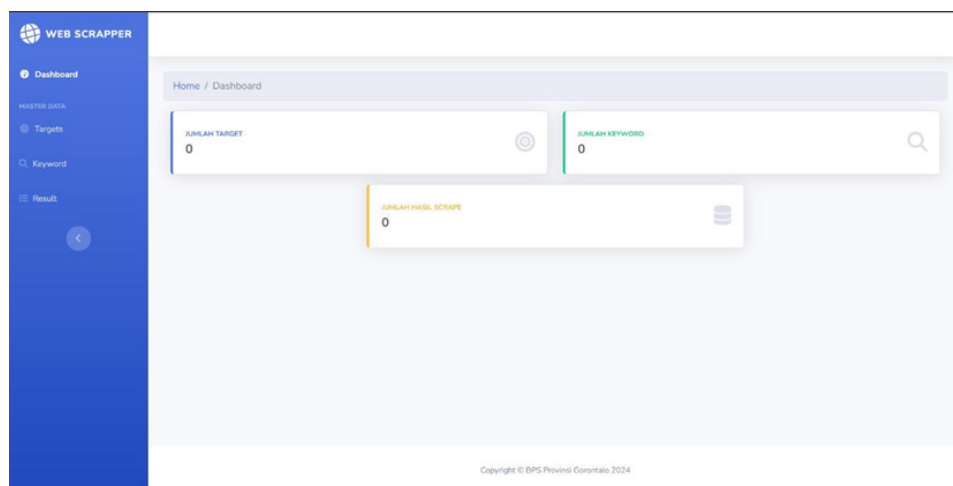 WEB SCRAPPER
Dashboard
MASTER DATA
Targets
Keyword
Result
Home / Dashboard
JUMLAH TARGET
0
JUMLAH KEYWORD
0
JUMLAH HASIL SCRAPE
0
Copyright © BPS Provinsi Gorontalo 2024